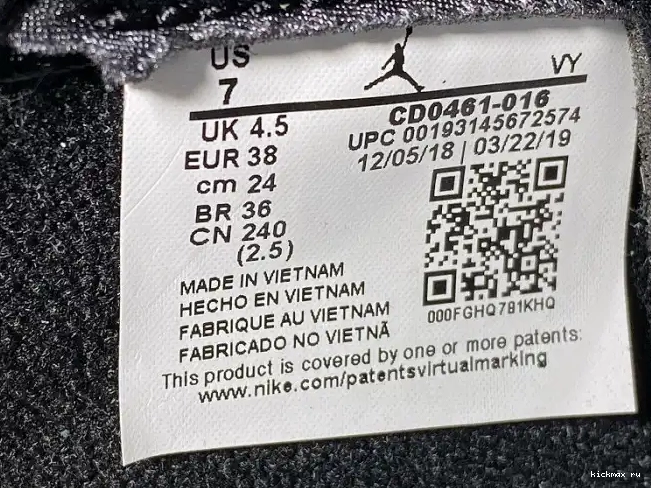 US
7
UK 4.5
EUR 38
cm 24
BR 36
CN 240
(2.5)
VY
CD0461-016
UPC 00193145672574
12/05/18 | 03/22/19
000FGHQ791KHQ
MADE IN VIETNAM
HECHO EN VIETNAM
FABRIQUE AU VIETNAM
FABRICADO NO VIETNÃ
This product is covered by one or more patents:
www.nike.com/patentsvirtualmarking
kickmax ru